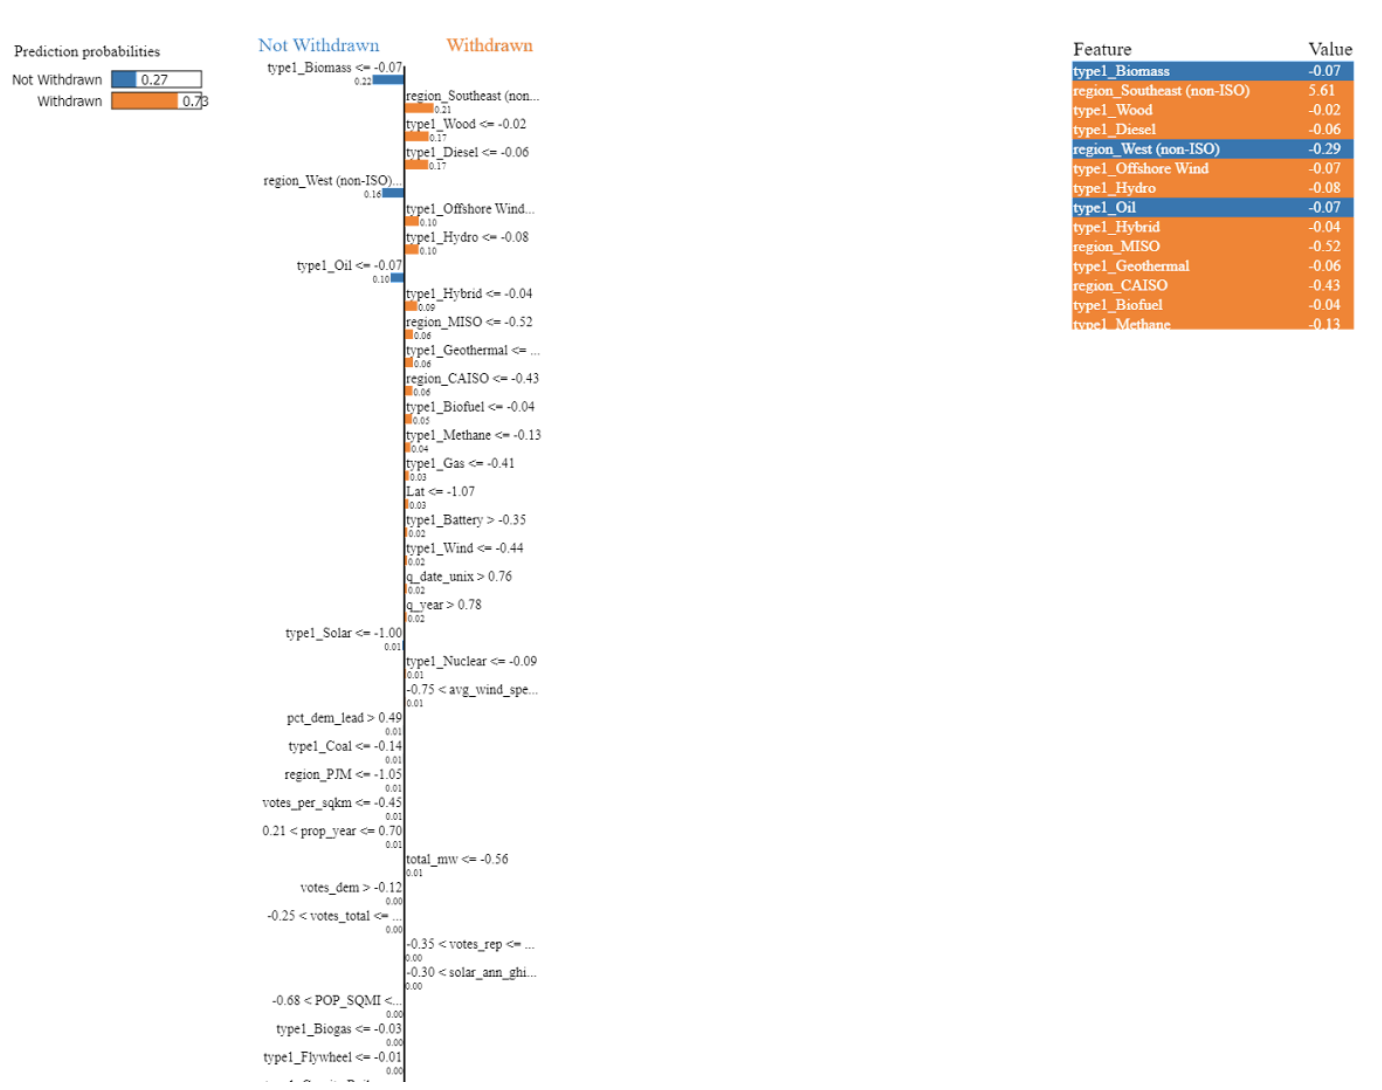 Prediction probabilities
Not Withdrawn 0.27
Withdrawn 0.73
Not Withdrawn Withdrawn
type1_Biomass <= -0.07
0.22
region_Southeast (non...
0.21
type1_Wood <= -0.02
0.17
type1_Diesel <= -0.06
0.17
region_West (non-ISO)...
0.16
type1_Offshore Wind...
0.10
type1_Hydro <= -0.08
0.10
type1_Oil <= -0.07
0.10
type1_Hybrid <= -0.04
0.09
region_MISO <= -0.52
0.06
type1_Geothermal <= ...
0.06
region_CAISO <= -0.43
0.06
type1_Biofuel <= -0.04
0.05
type1_Methane <= -0.13
0.04
type1_Gas <= -0.41
0.03
Lat <= -1.07
0.03
type1_Battery > -0.35
0.02
type1_Wind <= -0.44
0.02
q_date_unix > 0.76
0.02
q_year > 0.78
0.02
type1_Solar <= -1.00
0.01
type1_Nuclear <= -0.09
0.01
-0.75 < avg_wind_spe...
0.01
pct_dem_lead > 0.49
0.01
type1_Coal <= -0.14
0.01
region_PJM <= -1.05
0.01
votes_per_sqkm <= -0.45
0.01
0.21 < prop_year <= 0.70
0.01
total_mw <= -0.56
0.01
votes_dem > -0.12
0.00
-0.25 < votes_total <= ...
0.00
-0.35 < votes_rep <= ...
0.00
-0.30 < solar_ann_ghi...
0.00
-0.68 < POP_SQMI <...
0.00
type1_Biogas <= -0.03
0.00
type1_Flywheel <= -0.01
0.00
Feature Value
type1_Biomass -0.07
region_Southeast (non-ISO) 5.61
type1_Wood -0.02
type1_Diesel -0.06
region_West (non-ISO) -0.29
type1_Offshore Wind -0.07
type1_Hydro -0.08
type1_Oil -0.07
type1_Hybrid -0.04
region_MISO -0.52
type1_Geothermal -0.06
region_CAISO -0.43
type1_Biofuel -0.04
type1_Methane -0.13